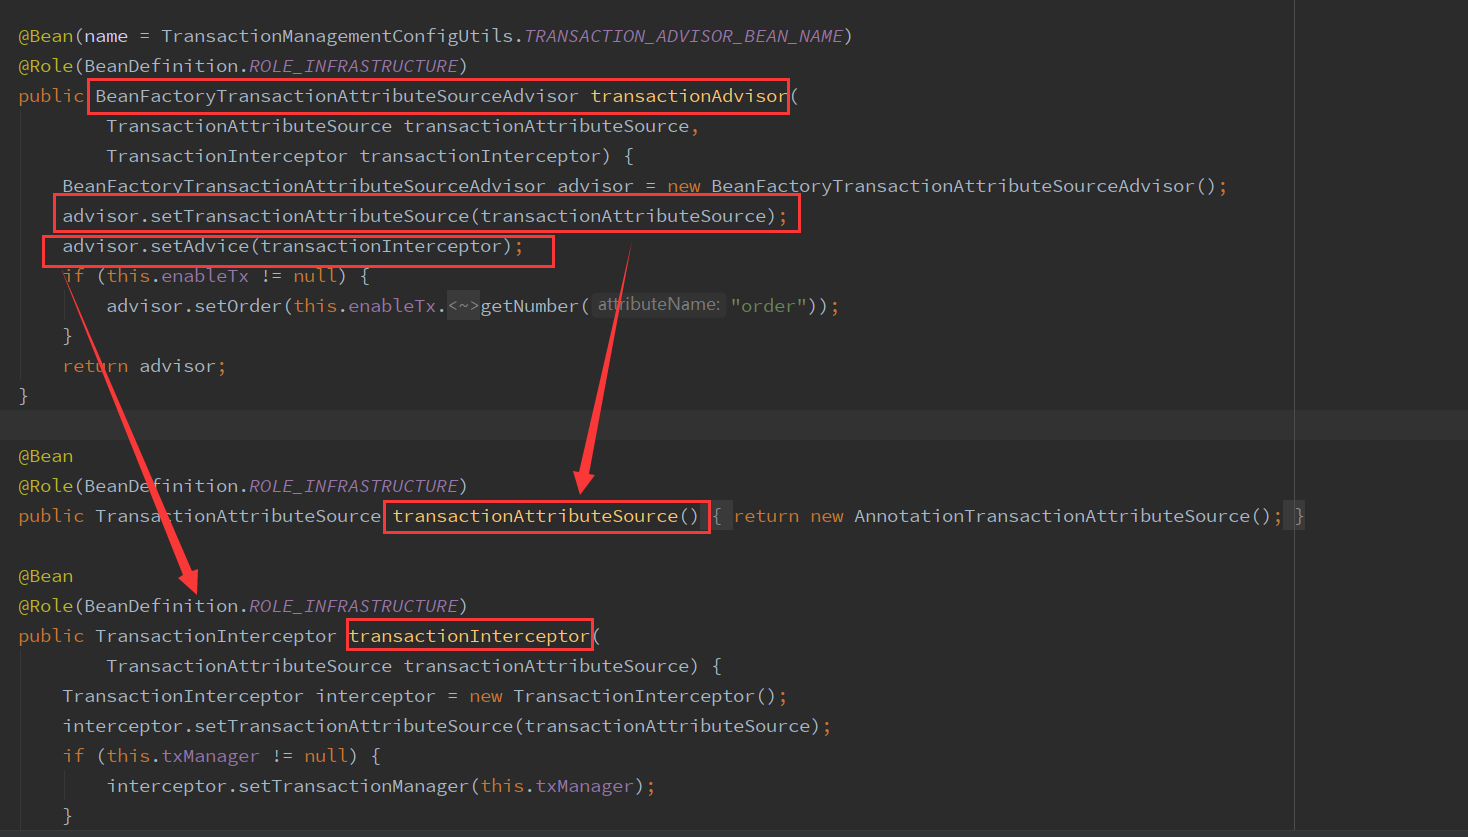 @Bean(name = TransactionManagementConfigUtils.TRANSACTION_ADVISOR_BEAN_NAME)
@Role(BeanDefinition.ROLE_INFRASTRUCTURE)
public BeanFactoryTransactionAttributeSourceAdvisor transactionAdvisor(
TransactionAttributeSource transactionAttributeSource,
TransactionInterceptor transactionInterceptor) {
BeanFactoryTransactionAttributeSourceAdvisor advisor = new BeanFactoryTransactionAttributeSourceAdvisor();
advisor.setTransactionAttributeSource(transactionAttributeSource);
advisor.setAdvice(transactionInterceptor);
if (this.enableTx != null) {
advisor.setOrder(this.enableTx.<~>getNumber( attributeName: "order"));
}
return advisor;
}
@Bean
@Role(BeanDefinition.ROLE_INFRASTRUCTURE)
public TransactionAttributeSource transactionAttributeSource() { return new AnnotationTransactionAttributeSource(); }
@Bean
@Role(BeanDefinition.ROLE_INFRASTRUCTURE)
public TransactionInterceptor transactionInterceptor(
TransactionAttributeSource transactionAttributeSource) {
TransactionInterceptor interceptor = new TransactionInterceptor();
interceptor.setTransactionAttributeSource(transactionAttributeSource);
if (this.txManager != null) {
interceptor.setTransactionManager(this.txManager);
}